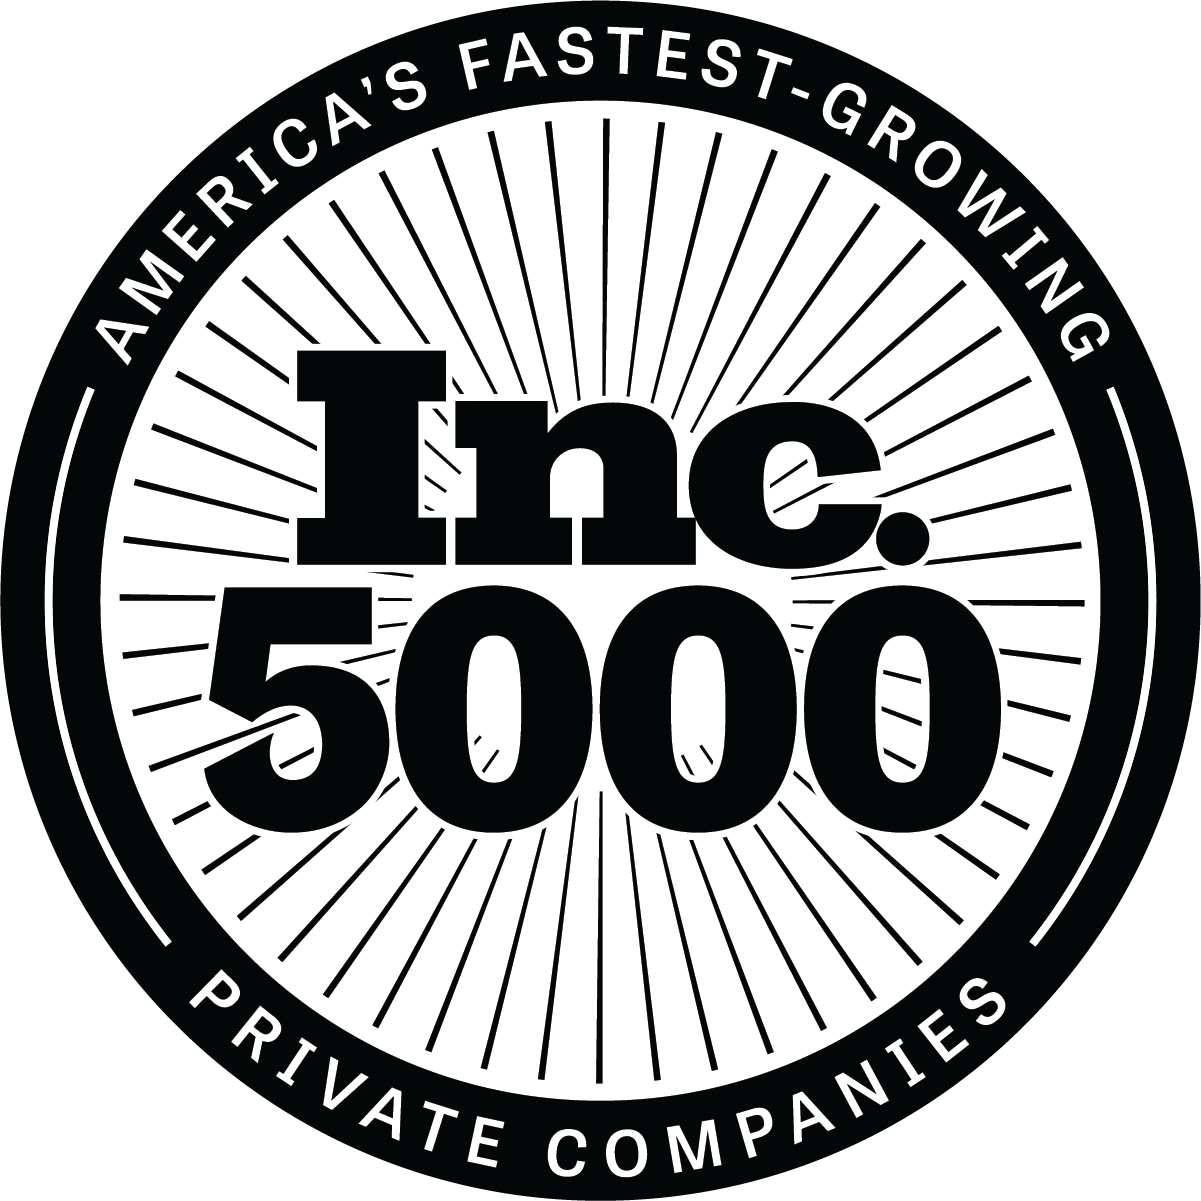 AMERICA'S FASTEST-GROWING
Inc.
5000
PRIVATE COMPANIES